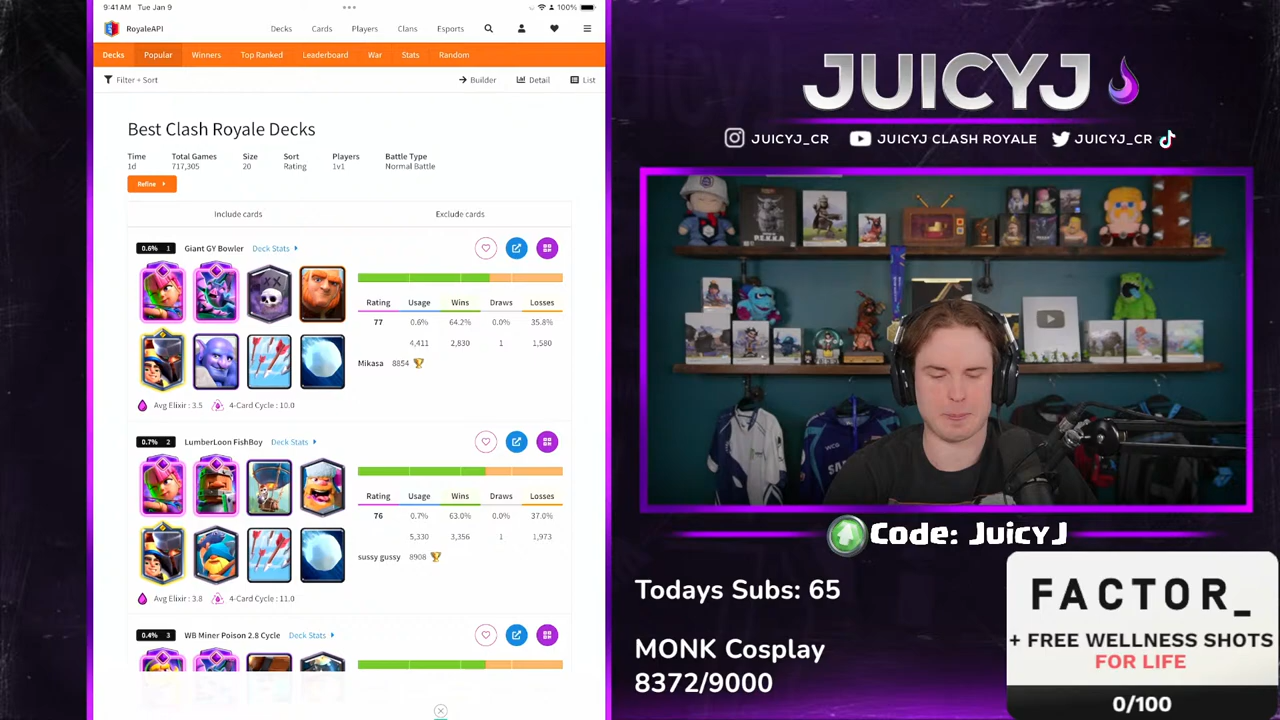 9:41 AM Tue Jan 9
100%
RoyaleAPI
Decks Cards Players Clans Esports
Decks Popular Winners Top Ranked Leaderboard War Stats Random
Filter + Sort Builder Detail List
Best Clash Royale Decks
Time Total Games Size Sort Players Battle Type
1d 717,305 20 Rating 1v1 Normal Battle
Refine
Include cards Exclude cards
0.6% 1 Giant GY Bowler Deck Stats
Rating Usage Wins Draws Losses
77 0.6% 64.2% 0.0% 35.8%
4,411 2,830 1 1,580
Mikasa 8854
Avg Elixir : 3.5 4-Card Cycle : 10.0
0.7% 2 LumberLoon FishBoy Deck Stats
Rating Usage Wins Draws Losses
76 0.7% 63.0% 0.0% 37.0%
5,330 3,356 1 1,973
sussy gussy 8908
Avg Elixir : 3.8 4-Card Cycle : 11.0
0.4% 3 WB Miner Poison 2.8 Cycle Deck Stats
JUICYJ
JUICYJ_CR JUICYJ CLASH ROYALE JUICYJ_CR
Code: JuicyJ
Todays Subs: 65
MONK Cosplay
8372/9000
FACTOR_
+ FREE WELLNESS SHOTS
FOR LIFE
0/100